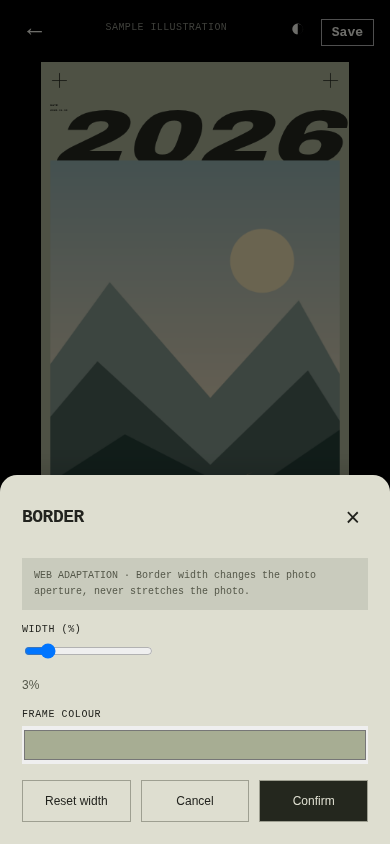 ←
SAMPLE ILLUSTRATION
Save
2026
BORDER
×
WEB ADAPTATION · Border width changes the photo
aperture, never stretches the photo.
WIDTH (%)
3%
FRAME COLOUR
Reset width
Cancel
Confirm